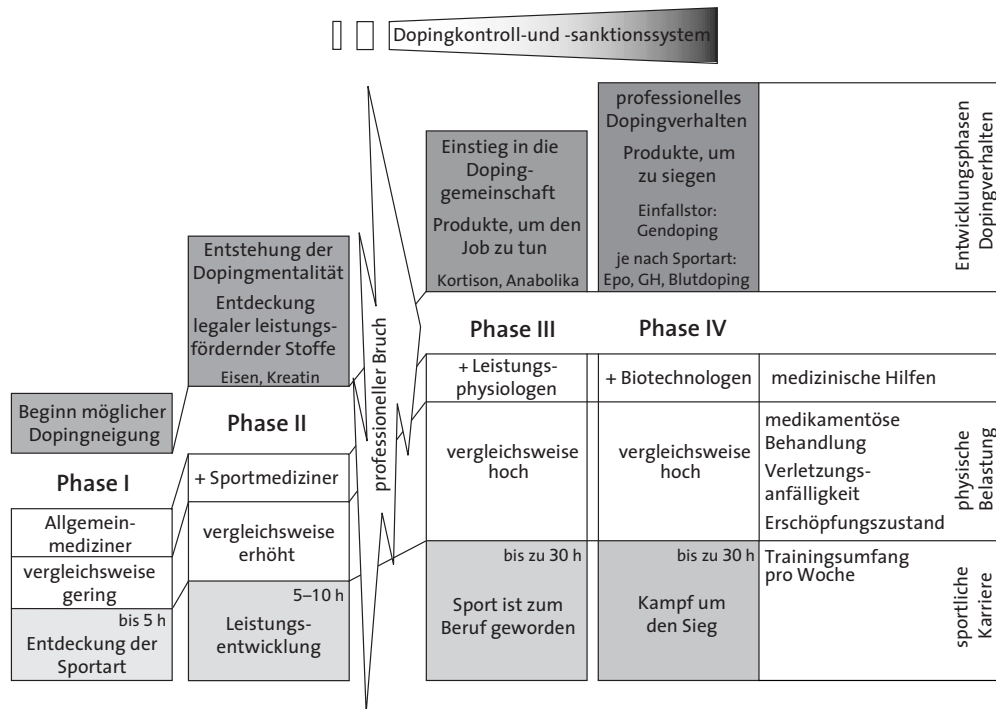 Dopingkontroll-und -sanktionssystem
Beginn möglicher
Dopingneigung
Phase I
Allgemein-
mediziner
vergleichsweise
gering
bis 5 h
Entdeckung der
Sportart
Entstehung der
Dopingmentalität
Entdeckung
legaler leistungs-
fördernder Stoffe
Eisen, Kreatin
Phase II
+ Sportmediziner
vergleichsweise
erhöht
5–10 h
Leistungs-
entwicklung
professioneller Bruch
Einstieg in die
Doping-
gemeinschaft
Produkte, um den
Job zu tun
Kortison, Anabolika
Phase III
+ Leistungs-
physiologen
vergleichsweise
hoch
bis zu 30 h
Sport ist zum
Beruf geworden
professionelles
Dopingverhalten
Produkte, um
zu siegen
Einfallstor:
Gendoping
je nach Sportart:
Epo, GH, Blutdoping
Phase IV
+ Biotechnologen
vergleichsweise
hoch
bis zu 30 h
Kampf um
den Sieg
medizinische Hilfen
medikamentöse
Behandlung
Verletzungs-
anfälligkeit
Erschöpfungszustand
Trainingsumfang
pro Woche
Entwicklungsphasen
Dopingverhalten
physische
Belastung
sportliche
Karriere